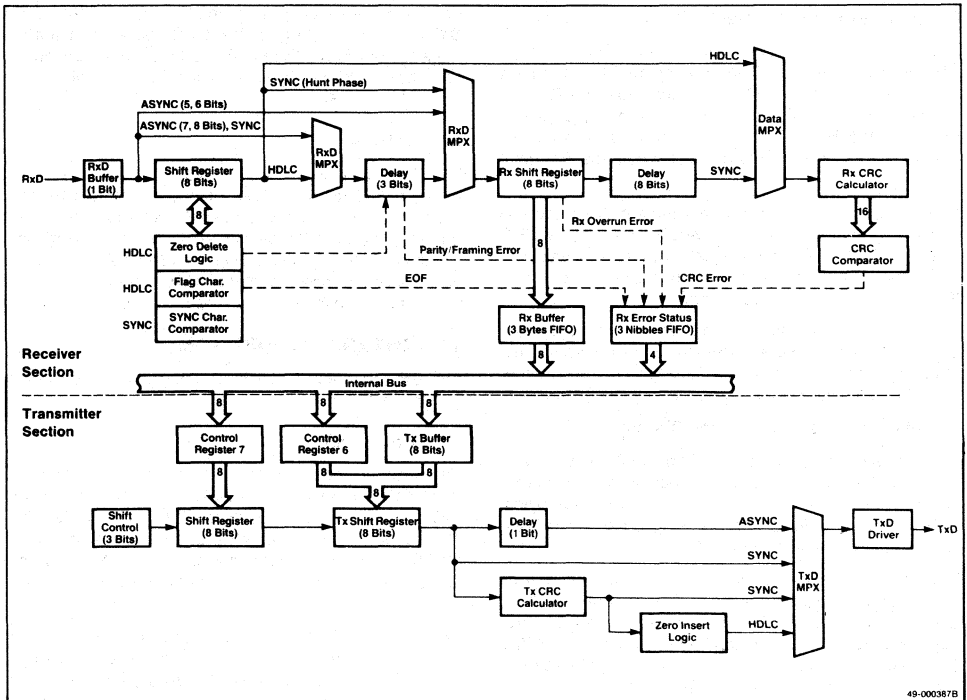 HDLC
SYNC (Hunt Phase)
ASYNC (5, 6 Bits)
ASYNC (7, 8 Bits), SYNC
RxD
MPX
RxD
MPX
Data
MPX
RxD
RxD
Buffer
(1 Bit)
Shift Register
(8 Bits)
HDLC
Delay
(3 Bits)
Rx Shift Register
(8 Bits)
Delay
(8 Bits)
SYNC
Rx CRC
Calculator
8
8
16
Rx Overrun Error
HDLC
Zero Delete
Logic
Parity/Framing Error
CRC
Comparator
HDLC
Flag Char.
Comparator
EOF
CRC Error
SYNC
SYNC Char.
Comparator
Rx Buffer
(3 Bytes FIFO)
Rx Error Status
(3 Nibbles FIFO)
8
4
Receiver
Section
Internal Bus
Transmitter
Section
8
8
8
Control
Register 7
Control
Register 6
Tx Buffer
(8 Bits)
8
8
8
8
Shift
Control
(3 Bits)
Shift Register
(8 Bits)
Tx Shift Register
(8 Bits)
Delay
(1 Bit)
ASYNC
TxD
Driver
TxD
SYNC
TxD
MPX
Tx CRC
Calculator
SYNC
Zero Insert
Logic
HDLC
49-000387B